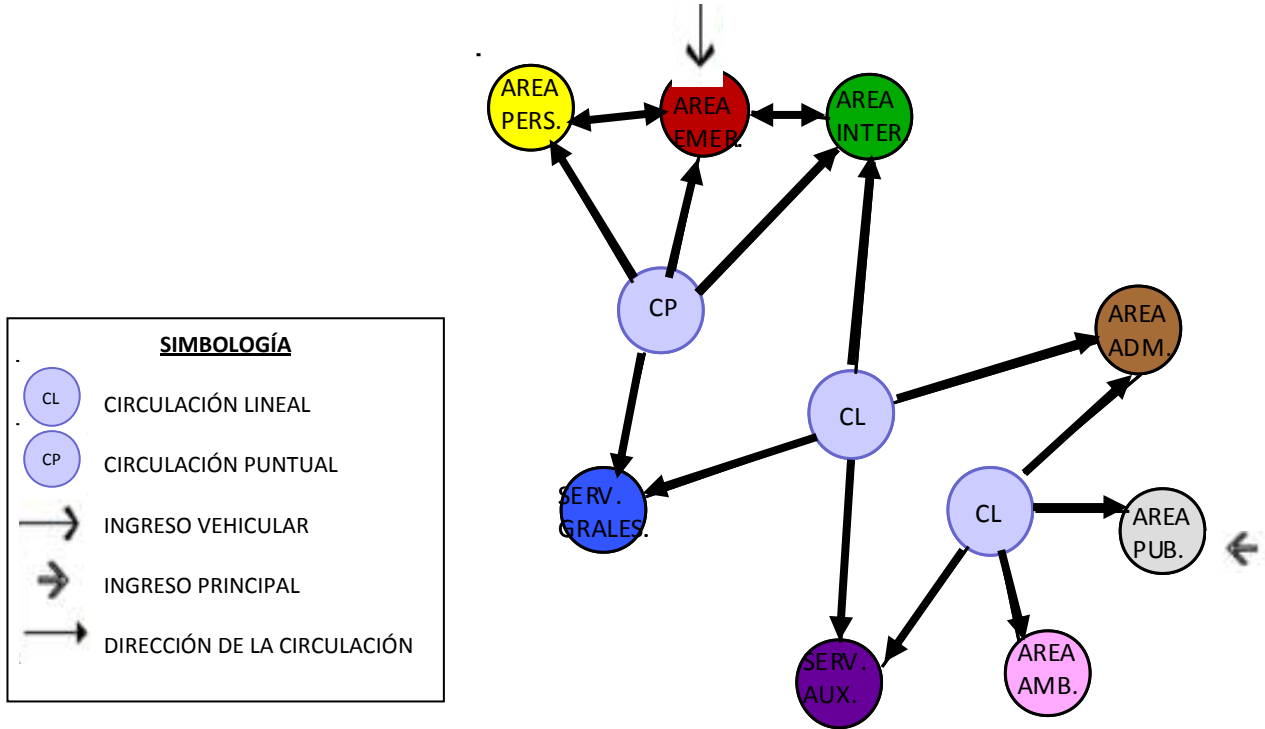 AREA
PERS.
AREA
EMER.
AREA
INTER.
CP
AREA
ADM.
CL
SERV.
GRALES.
CL
AREA
PUB.
SERV.
AUX.
AREA
AMB.
SIMBOLOGÍA
CL
CIRCULACIÓN LINEAL
CP
CIRCULACIÓN PUNTUAL
INGRESO VEHICULAR
INGRESO PRINCIPAL
DIRECCIÓN DE LA CIRCULACIÓN